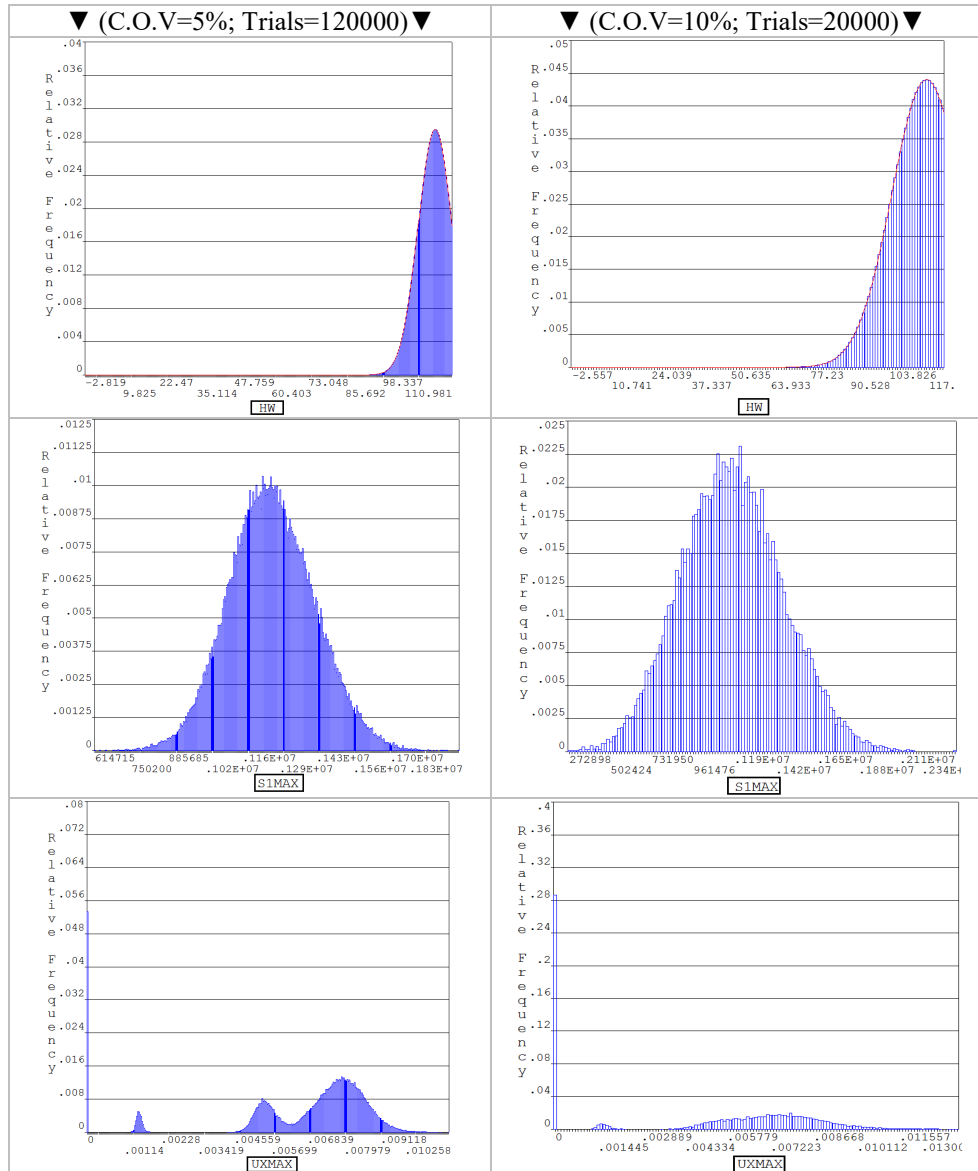 ▼ (C.O.V=5%; Trials=120000)▼
▼ (C.O.V=10%; Trials=20000)▼
Relative Frequency
.04
.036
.032
.028
.024
.02
.016
.012
.008
.004
0
-2.819 22.47 47.759 73.048 98.337
9.825 35.114 60.403 85.692 110.981
HW
Relative Frequency
.05
.045
.04
.035
.03
.025
.02
.015
.01
.005
0
-2.557 24.039 50.635 77.23 103.826
10.741 37.337 63.933 90.528 117.
HW
Relative Frequency
.0125
.01125
.01
.00875
.0075
.00625
.005
.00375
.0025
.00125
0
614715 885685 .116E+07 .143E+07 .170E+07
750200 .102E+07 .129E+07 .156E+07 .183E+07
S1MAX
Relative Frequency
.025
.0225
.02
.0175
.015
.0125
.01
.0075
.005
.0025
0
272898 731950 .119E+07 .165E+07 .211E+07
502424 961476 .142E+07 .188E+07 .234E+
S1MAX
Relative Frequency
.08
.072
.064
.056
.048
.04
.032
.024
.016
.008
0
0 .00228 .004559 .006839 .009118
.00114 .003419 .005699 .007979 .010258
UXMAX
Relative Frequency
.4
.36
.32
.28
.24
.2
.16
.12
.08
.04
0
0 .002889 .005779 .008668 .011557
.001445 .004334 .007223 .010112 .01300
UXMAX